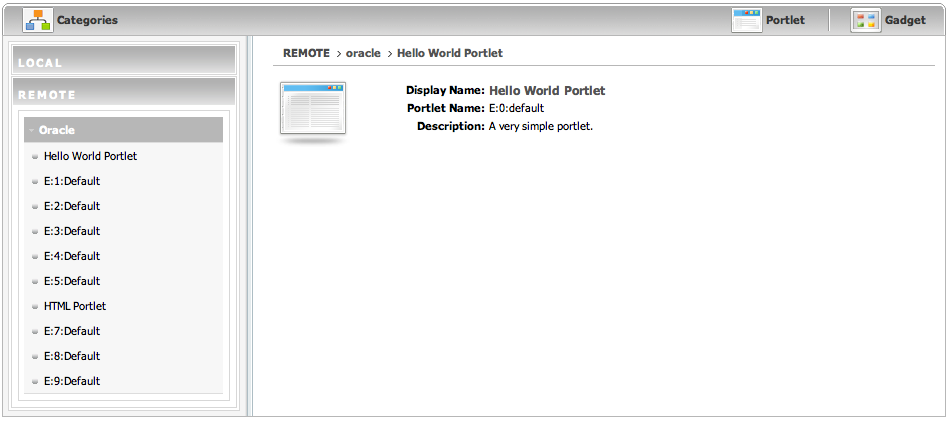 Categories
Portlet
Gadget
LOCAL
REMOTE
Oracle
Hello World Portlet
E:1:Default
E:2:Default
E:3:Default
E:4:Default
E:5:Default
HTML Portlet
E:7:Default
E:8:Default
E:9:Default
REMOTE > oracle > Hello World Portlet
Display Name: Hello World Portlet
Portlet Name: E:0:default
Description: A very simple portlet.